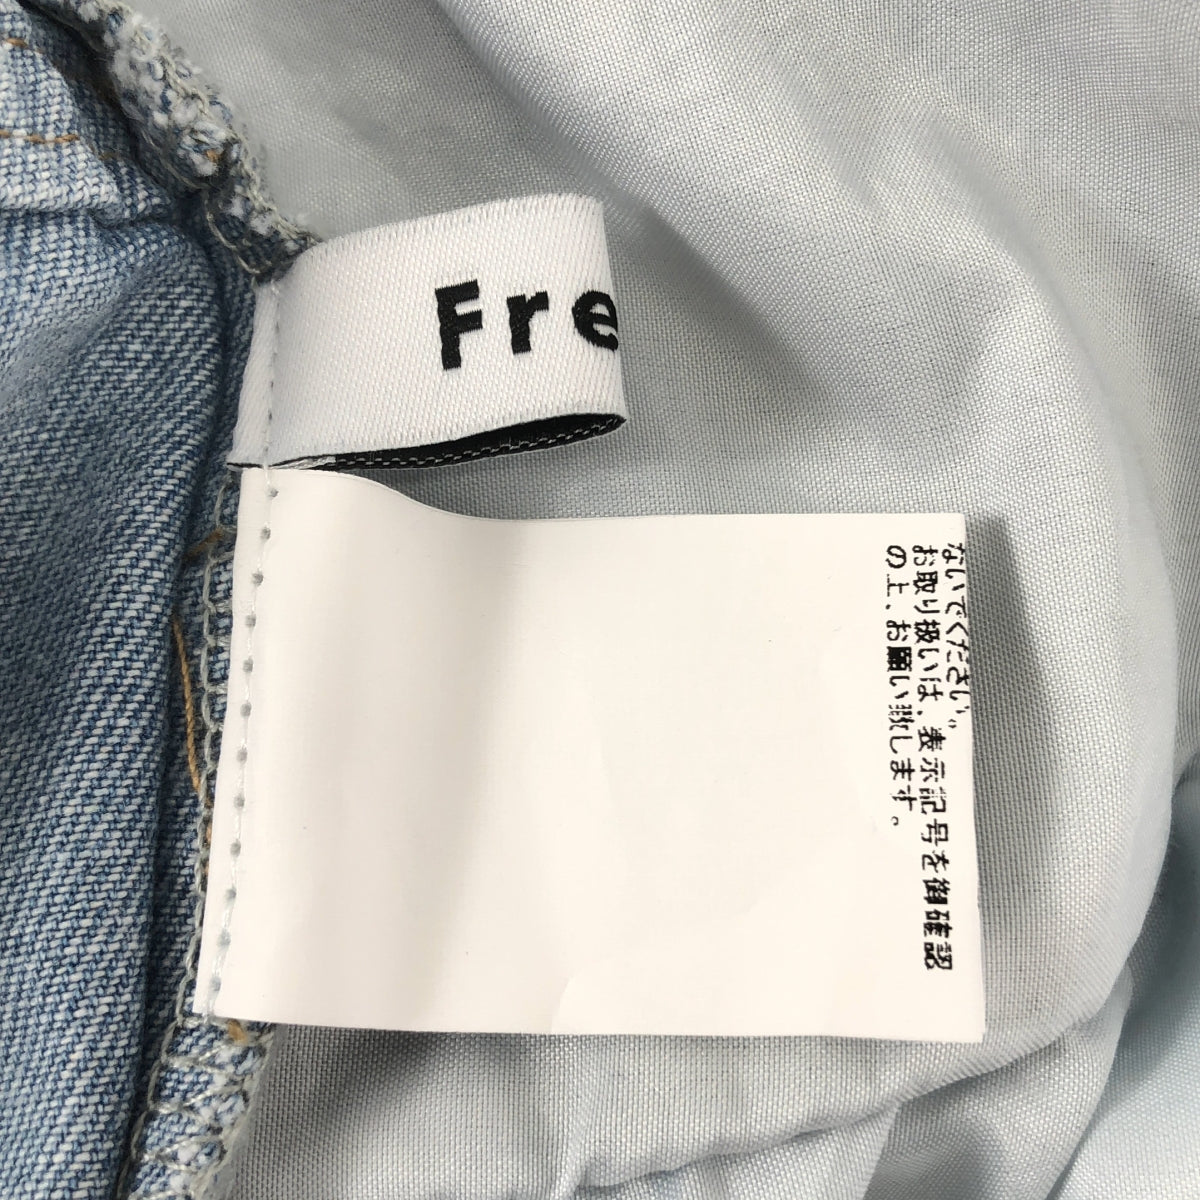 Fre
ないでください。
お取り扱いは、表示記号を御確認
の上、お願い致します。